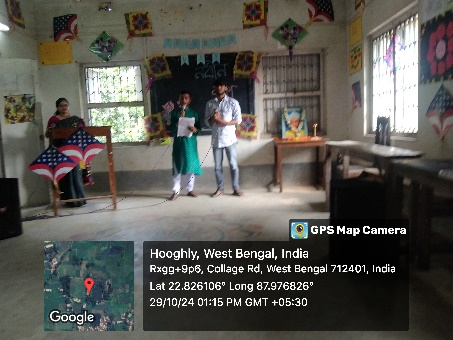 GPS Map Camera
Hooghly, West Bengal, India
Rxgg+9p6, Collage Rd, West Bengal 712401, India
Lat 22.826106° Long 87.976826°
29/10/24 01:15 PM GMT +05:30
Google